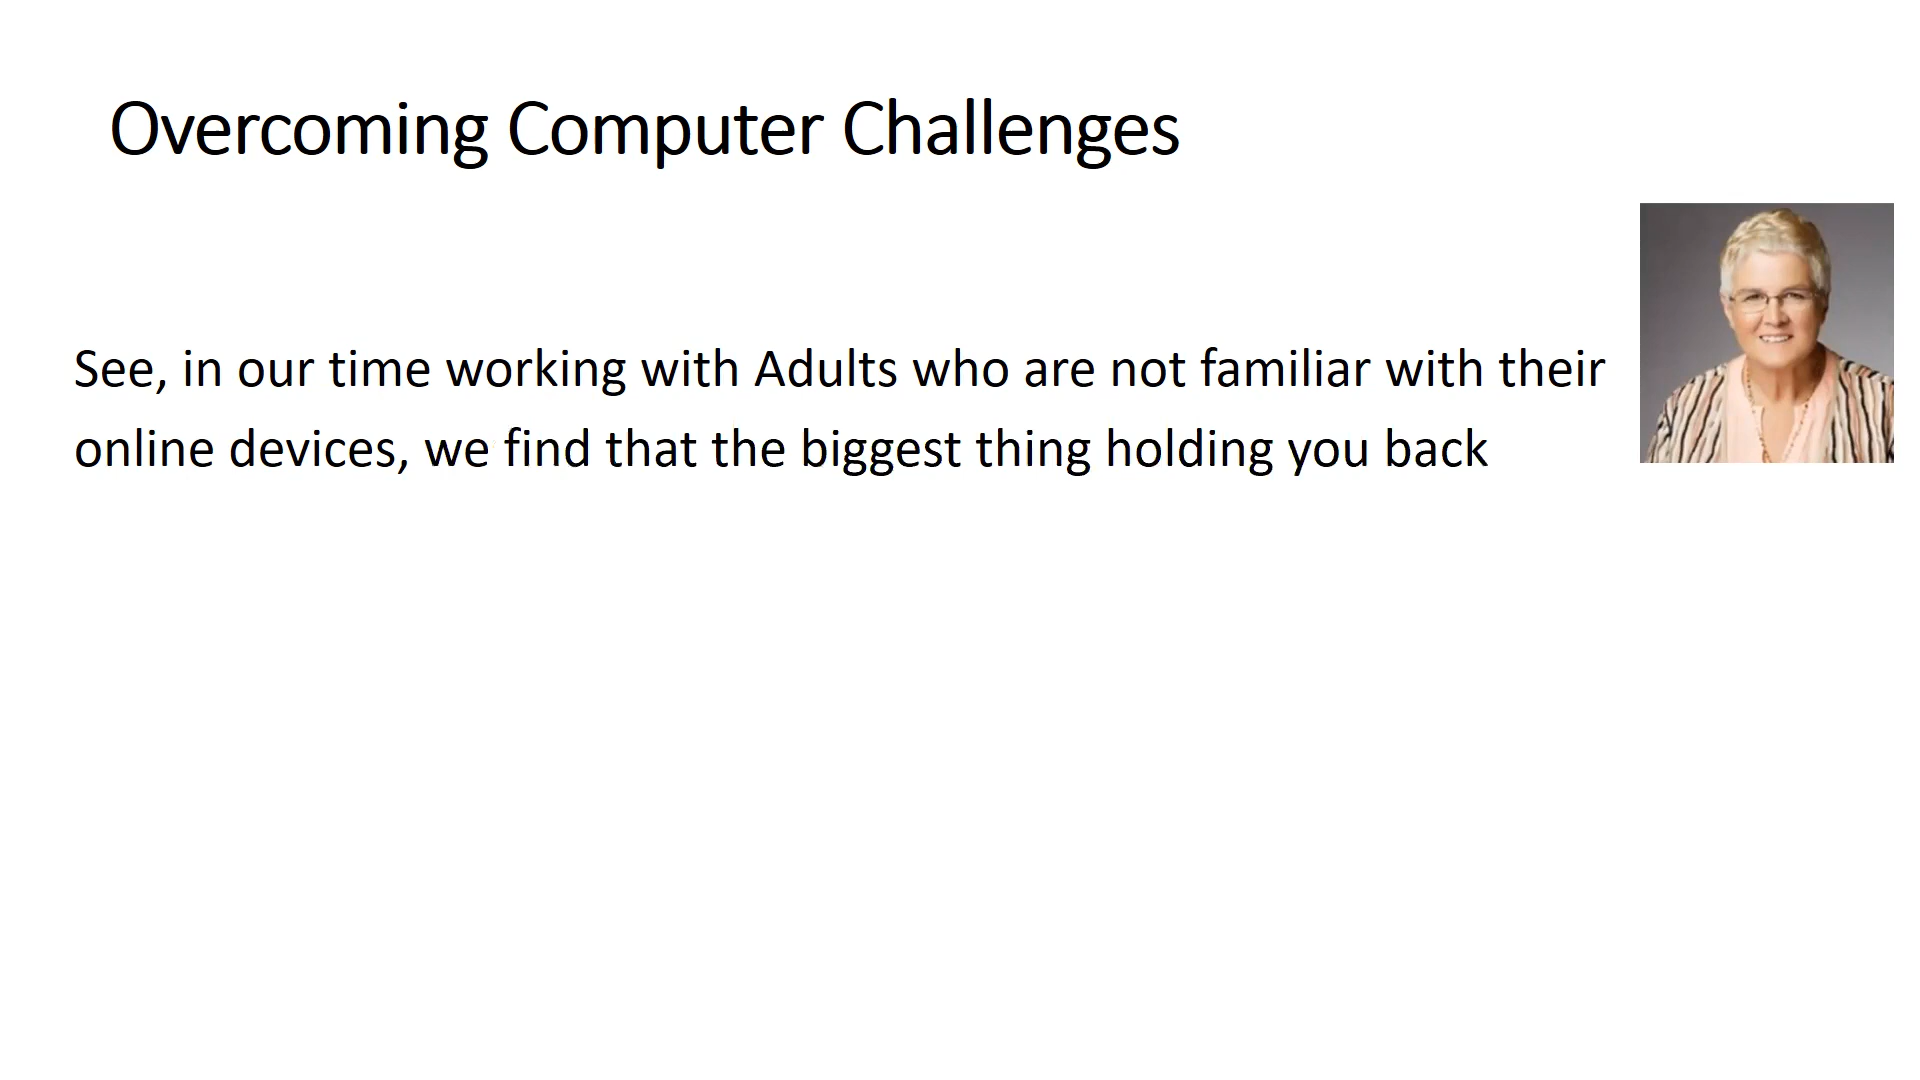 Overcoming Computer Challenges
See, in our time working with Adults who are not familiar with their
online devices, we find that the biggest thing holding you back